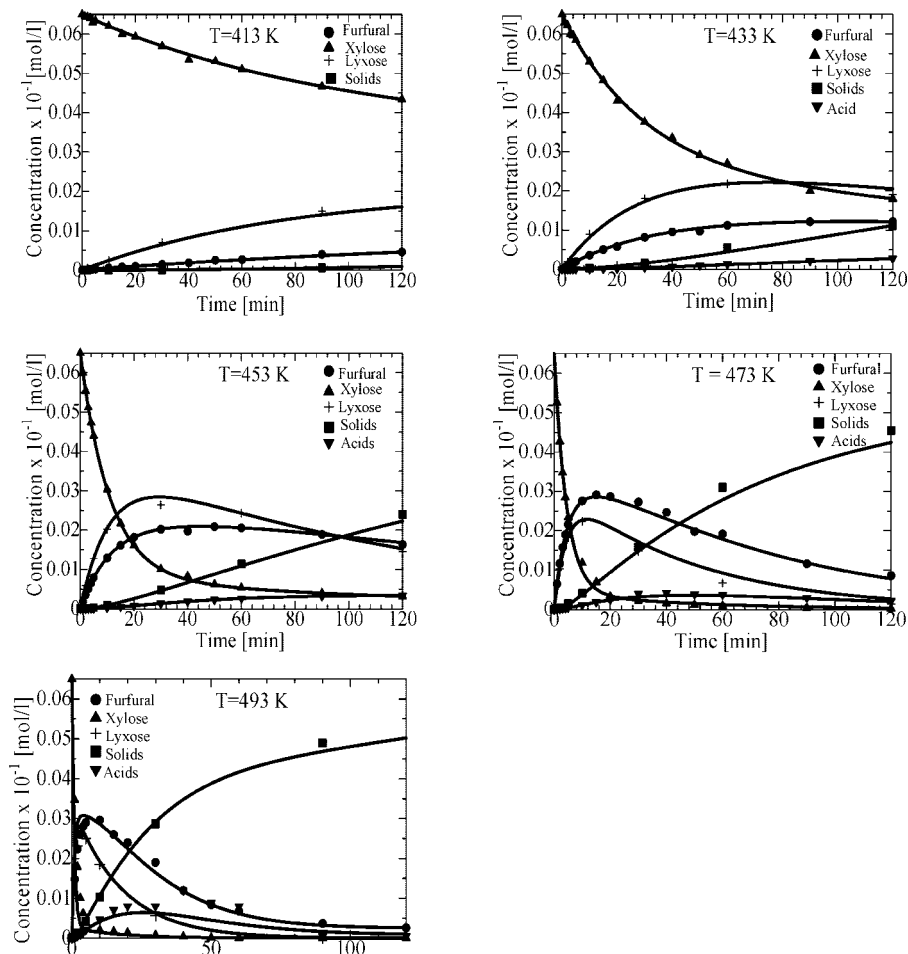 T=413 K
Furfural
Xylose
Lyxose
Solids
Concentration x 10⁻¹ [mol/l]
0.06
0.05
0.04
0.03
0.02
0.01
0
0 20 40 60 80 100 120
Time [min]
T=433 K
Furfural
Xylose
Lyxose
Solids
Acid
Concentration x 10⁻¹ [mol/l]
0.06
0.05
0.04
0.03
0.02
0.01
0
0 20 40 60 80 100 120
Time [min]
T=453 K
Furfural
Xylose
Lyxose
Solids
Acids
Concentration x 10⁻¹ [mol/l]
0.06
0.05
0.04
0.03
0.02
0.01
0
0 20 40 60 80 100 120
Time [min]
T = 473 K
Furfural
Xylose
Lyxose
Solids
Acids
Concentration x 10⁻¹ [mol/l]
0.06
0.05
0.04
0.03
0.02
0.01
0
0 20 40 60 80 100 120
Time [min]
T=493 K
Furfural
Xylose
Lyxose
Solids
Acids
Concentration x 10⁻¹ [mol/l]
0.06
0.05
0.04
0.03
0.02
0.01
0
0 50 100
Time [min]